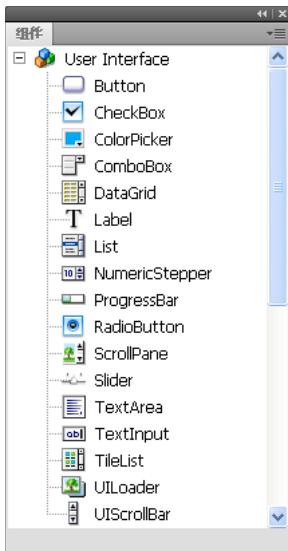 组件
User Interface
Button
CheckBox
ColorPicker
ComboBox
DataGrid
Label
List
NumericStepper
ProgressBar
RadioButton
ScrollPane
Slider
TextArea
TextInput
TileList
UILoader
UIScrollBar